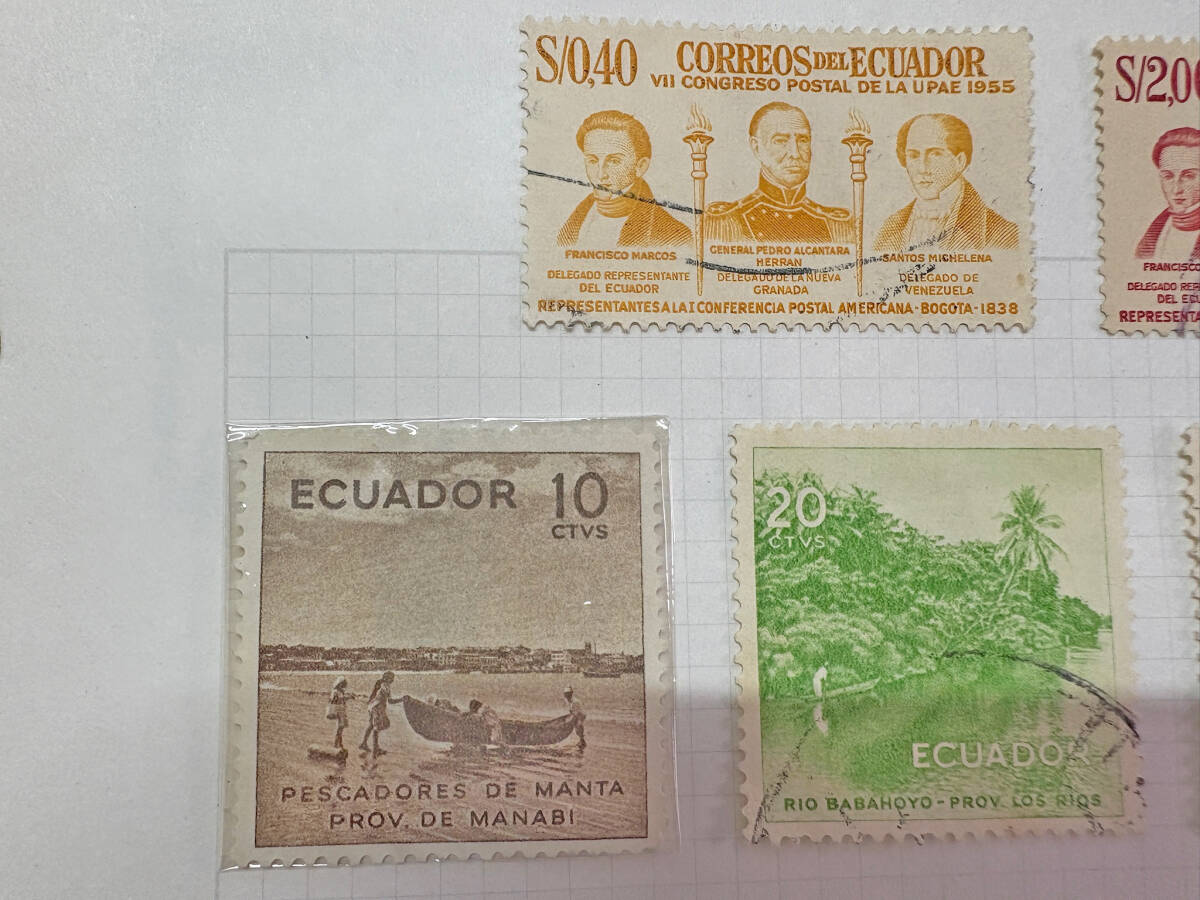 S/0,40 CORREOS DEL ECUADOR
VII CONGRESO POSTAL DE LA UPAE 1955
FRANCISCO MARCOS
DELEGADO REPRESENTANTE
DEL ECUADOR
GENERAL PEDRO ALCANTARA
HERRAN
DELEGADO DE LA NUEVA
GRANADA
SANTOS MICHELENA
DELEGADO DE
VENEZUELA
REPRESENTANTES A LA I CONFERENCIA POSTAL AMERICANA - BOGOTA - 1838
S/2,0
FRANCISCO
DELEGADO
DEL
ECUADOR 10
CTVS
PESCADORES DE MANTA
PROV. DE MANABI
20
CTVS
ECUADOR
RIO BABAHOYO - PROV. LOS RIOS